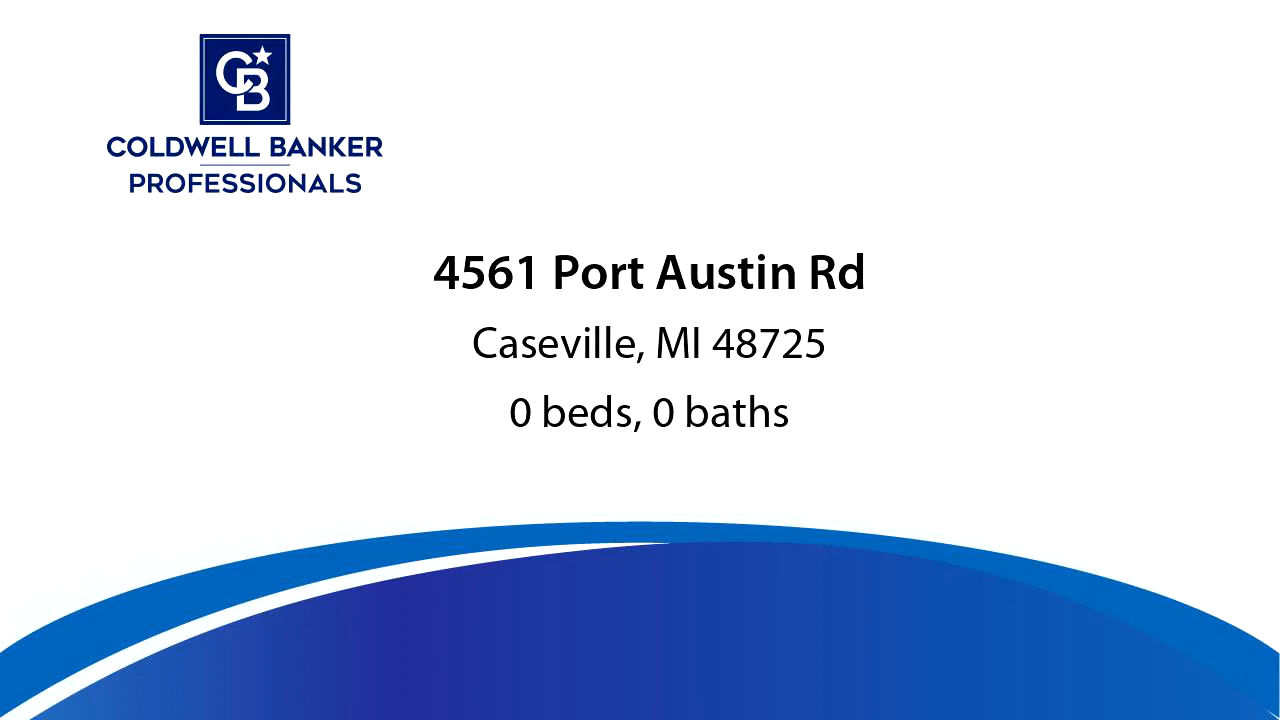 CB
COLDWELL BANKER
PROFESSIONALS
4561 Port Austin Rd
Caseville, MI 48725
0 beds, 0 baths